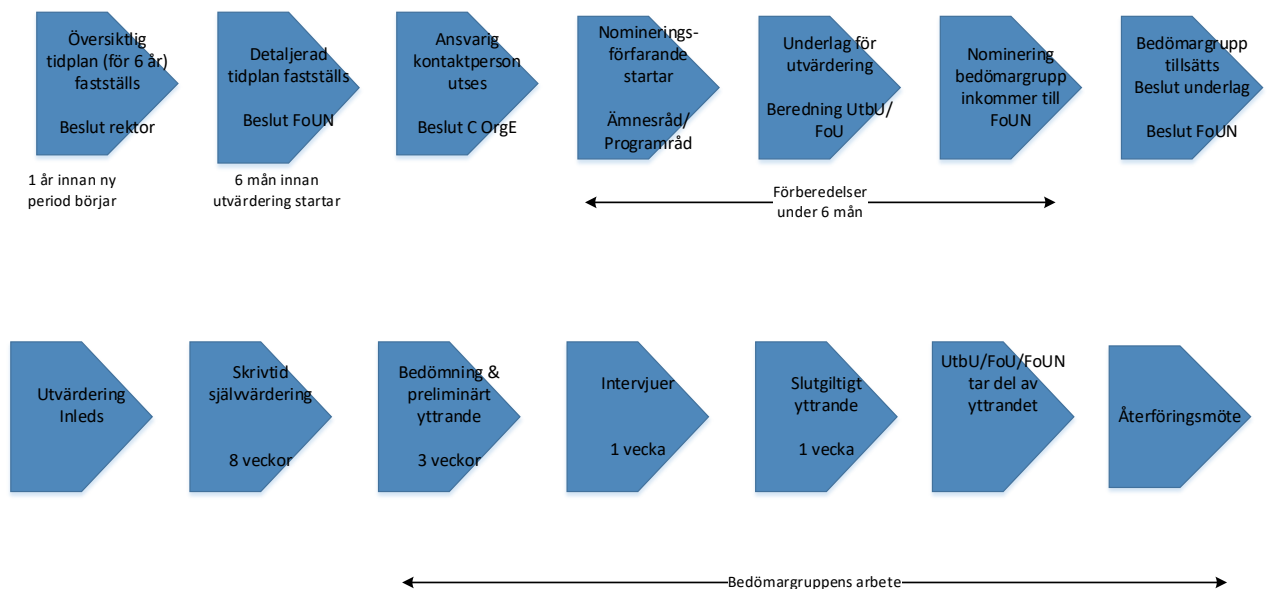 Översiktlig
tidplan (för 6 år)
fastställs
Beslut rektor
1 år innan ny
period börjar
Detaljerad
tidplan fastställs
Beslut FoUN
6 mån innan
utvärdering startar
Ansvarig
kontaktperson
utses
Beslut C OrgE
Nominerings-
förfarande
startar
Ämnesråd/
Programråd
Underlag för
utvärdering
Beredning UtbU/
FoU
Nominering
bedömargrupp
inkommer till
FoUN
Bedömargrupp
tillsätts
Beslut underlag
Beslut FoUN
Förberedelser
under 6 mån
Utvärdering
Inleds
Skrivtid
självvärdering
8 veckor
Bedömning &
preliminärt
yttrande
3 veckor
Intervjuer
1 vecka
Slutgiltigt
yttrande
1 vecka
UtbU/FoU/FoUN
tar del av
yttrandet
Återföringsmöte
Bedömargruppens arbete